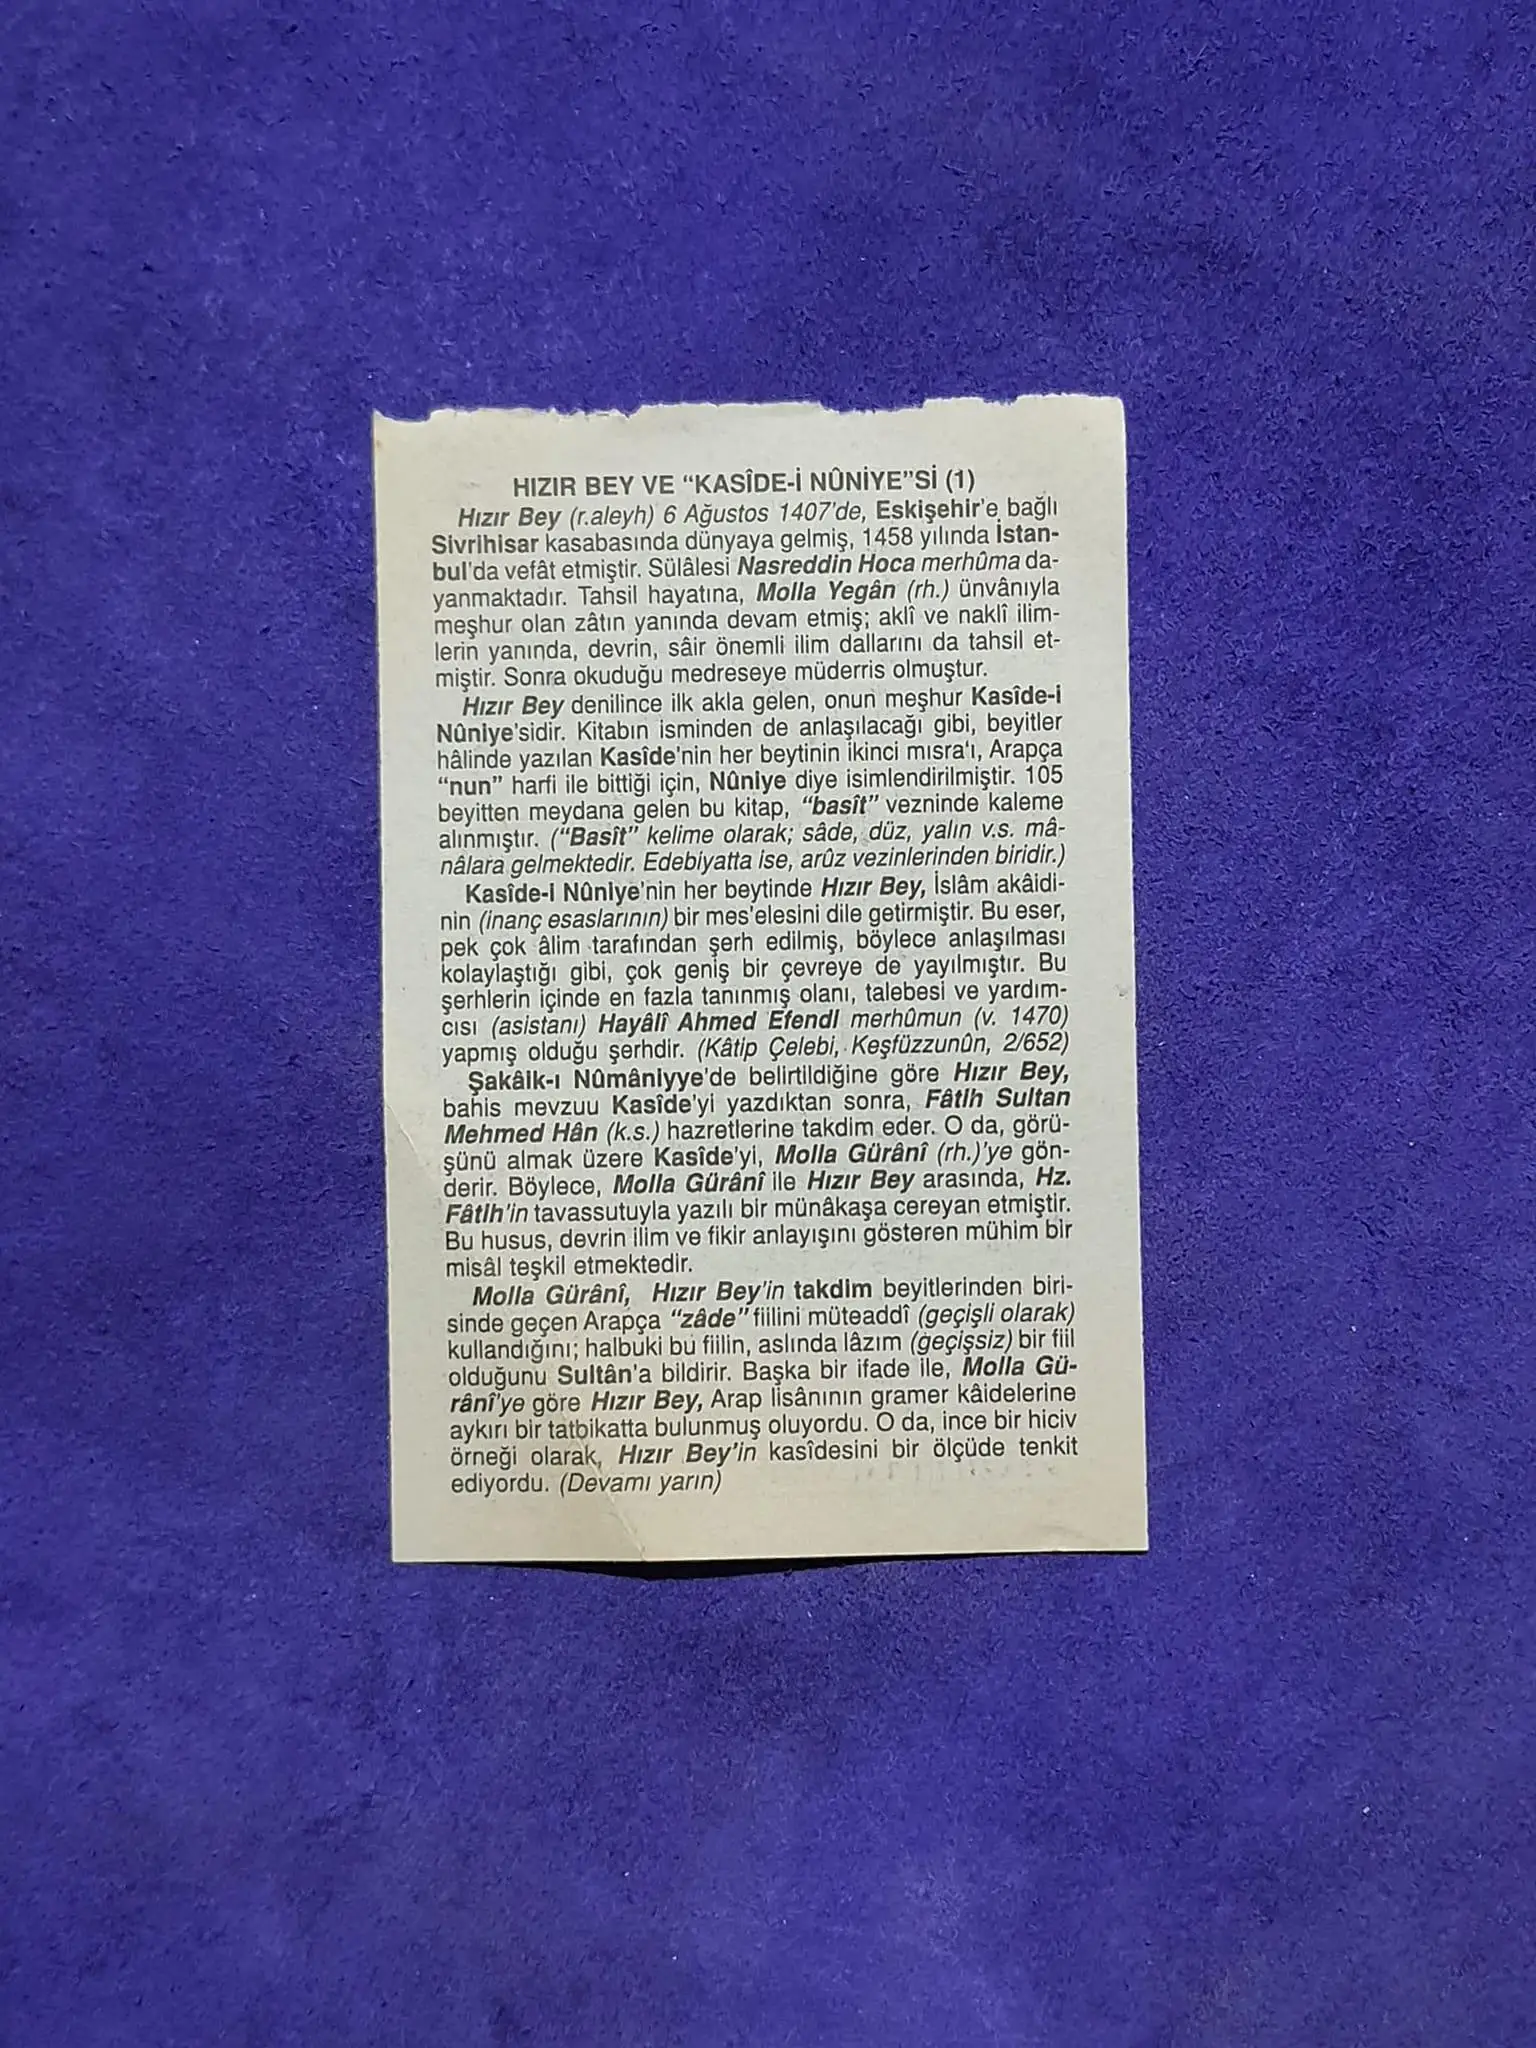 HIZIR BEY VE “KASÎDE-İ NÛNİYE”Sİ (1)
Hızır Bey (r.aleyh) 6 Ağustos 1407'de, Eskişehir'e bağlı
Sivrihisar kasabasında dünyaya gelmiş, 1458 yılında İstan-
bul'da vefât etmiştir. Sülâlesi Nasreddin Hoca merhûma da-
yanmaktadır. Tahsil hayatına, Molla Yegân (rh.) ünvânıyla
meşhur olan zâtın yanında devam etmiş; aklî ve naklî ilim-
lerin yanında, devrin, sâir önemli ilim dallarını da tahsil et-
miştir. Sonra okuduğu medreseye müderris olmuştur.
Hızır Bey denilince ilk akla gelen, onun meşhur Kasîde-i
Nûniye'sidir. Kitabın isminden de anlaşılacağı gibi, beyitler
hâlinde yazılan Kasîde'nin her beytinin ikinci mısra'ı, Arapça
“nun” harfi ile bittiği için, Nûniye diye isimlendirilmiştir. 105
beyitten meydana gelen bu kitap, “basît” vezninde kaleme
alınmıştır. (“Basît” kelime olarak; sâde, düz, yalın v.s. mâ-
nâlara gelmektedir. Edebiyatta ise, arûz vezinlerinden biridir.)
Kasîde-i Nûniye'nin her beytinde Hızır Bey, İslâm akâidi-
nin (inanç esaslarının) bir mes'elesini dile getirmiştir. Bu eser,
pek çok âlim tarafından şerh edilmiş, böylece anlaşılması
kolaylaştığı gibi, çok geniş bir çevreye de yayılmıştır. Bu
şerhlerin içinde en fazla tanınmış olanı, talebesi ve yardım-
cısı (asistanı) Hayâlî Ahmed Efendi merhûmun (v. 1470)
yapmış olduğu şerhdir. (Kâtip Çelebi, Keşfüzzunûn, 2/652)
Şakâik-ı Nûmâniyye'de belirtildiğine göre Hızır Bey,
bahis mevzuu Kasîde'yi yazdıktan sonra, Fâtih Sultan
Mehmed Hân (k.s.) hazretlerine takdim eder. O da, görü-
şünü almak üzere Kasîde'yi, Molla Gürânî (rh.)'ye gön-
derir. Böylece, Molla Gürânî ile Hızır Bey arasında, Hz.
Fâtih'in tavassutuyla yazılı bir münâkaşa cereyan etmiştir.
Bu husus, devrin ilim ve fikir anlayışını gösteren mühim bir
misâl teşkil etmektedir.
Molla Gürânî, Hızır Bey'in takdim beyitlerinden biri-
sinde geçen Arapça “zâde” fiilini müteaddî (geçişli olarak)
kullandığını; halbuki bu fiilin, aslında lâzım (geçişsiz) bir fiil
olduğunu Sultân'a bildirir. Başka bir ifade ile, Molla Gü-
rânî'ye göre Hızır Bey, Arap lisânının gramer kâidelerine
aykırı bir tatbikatta bulunmuş oluyordu. O da, ince bir hiciv
örneği olarak, Hızır Bey'in kasîdesini bir ölçüde tenkit
ediyordu. (Devamı yarın)